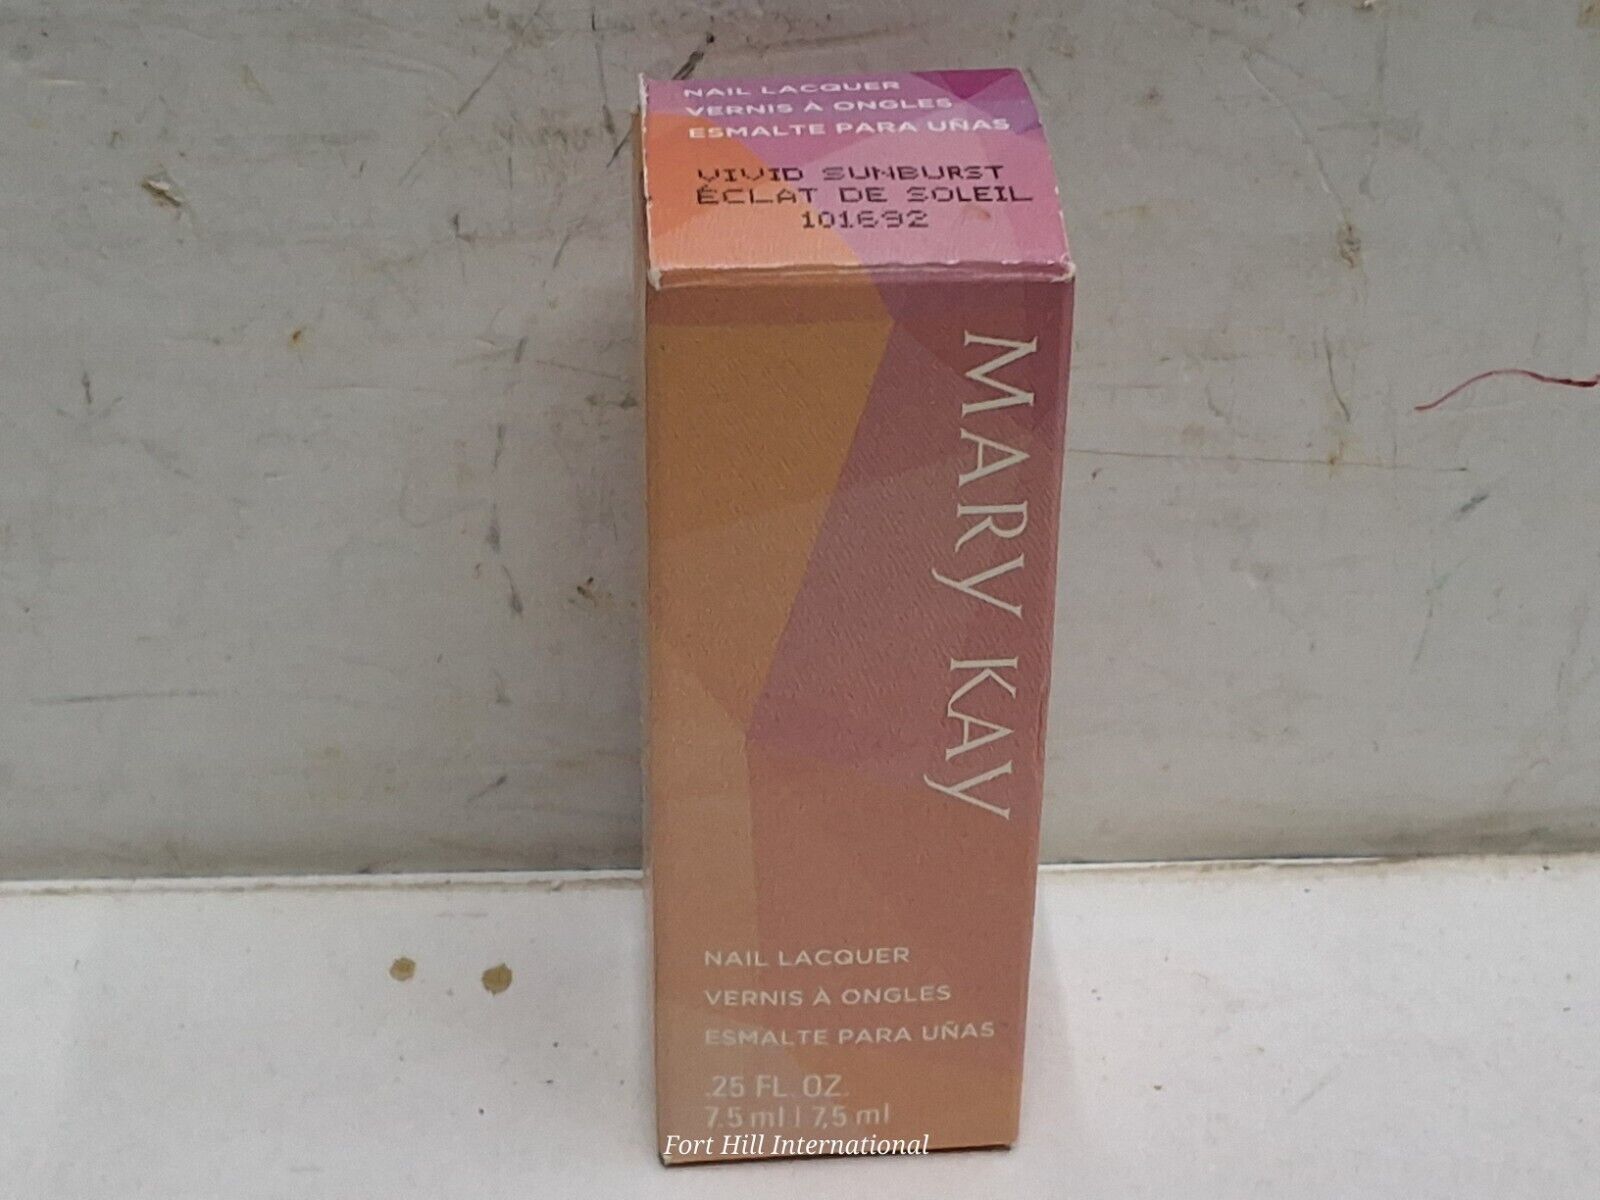 NAIL LACQUER
VERNIS À ONGLES
ESMALTE PARA UÑAS
VIVID SUNBURST
ÉCLAT DE SOLEIL
101692
MARY KAY
NAIL LACQUER
VERNIS À ONGLES
ESMALTE PARA UÑAS
.25 FL. OZ.
7.5 ml | 7,5 ml
Fort Hill International